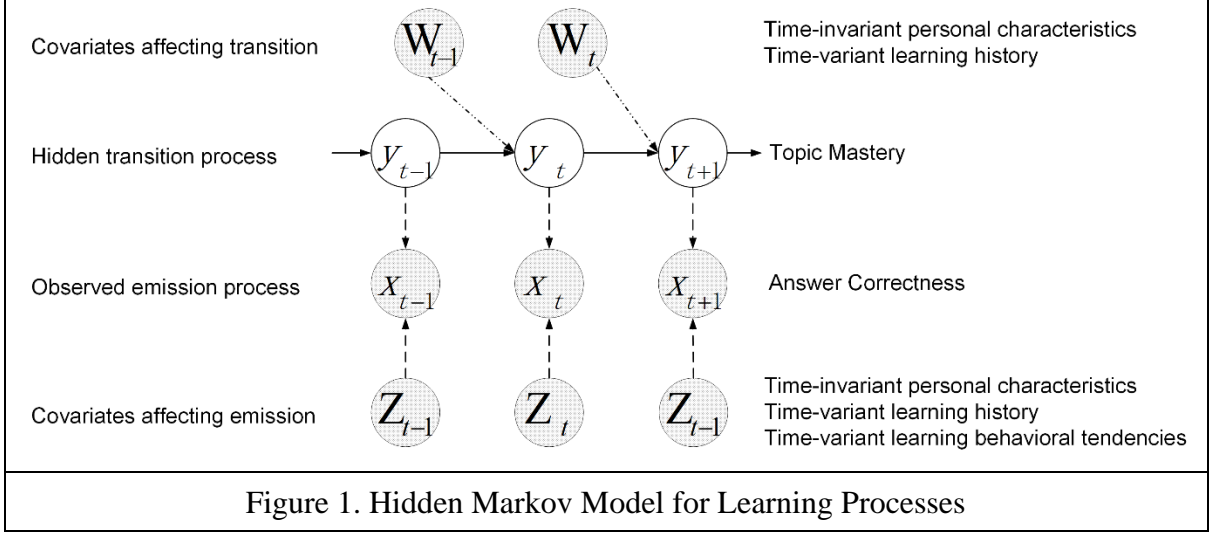 Covariates affecting transition W_{t-1} W_t Time-invariant personal characteristics
Time-variant learning history
Hidden transition process y_{t-1} y_t y_{t+1} Topic Mastery
Observed emission process x_{t-1} x_t x_{t+1} Answer Correctness
Covariates affecting emission Z_{t-1} Z_t Z_{t-1} Time-invariant personal characteristics
Time-variant learning history
Time-variant learning behavioral tendencies
Figure 1. Hidden Markov Model for Learning Processes